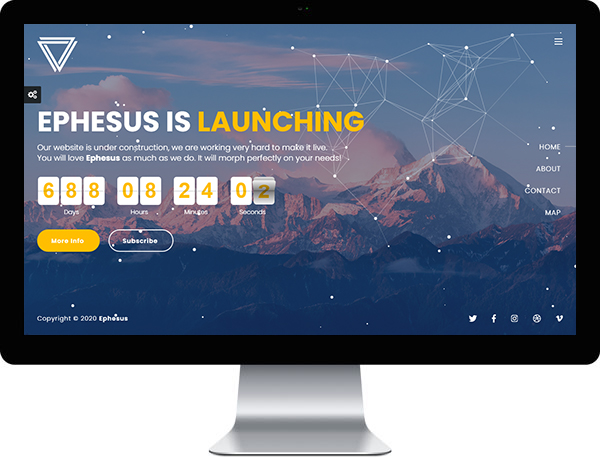 EPHESUS IS LAUNCHING
Our website is under construction, we are working very hard to make it live.
You will love Ephesus as much as we do. It will morph perfectly on your needs!
688 08 24 02
Days Hours Minutes Seconds
More Info Subscribe
HOME
ABOUT
CONTACT
MAP
Copyright © 2020 Ephesus